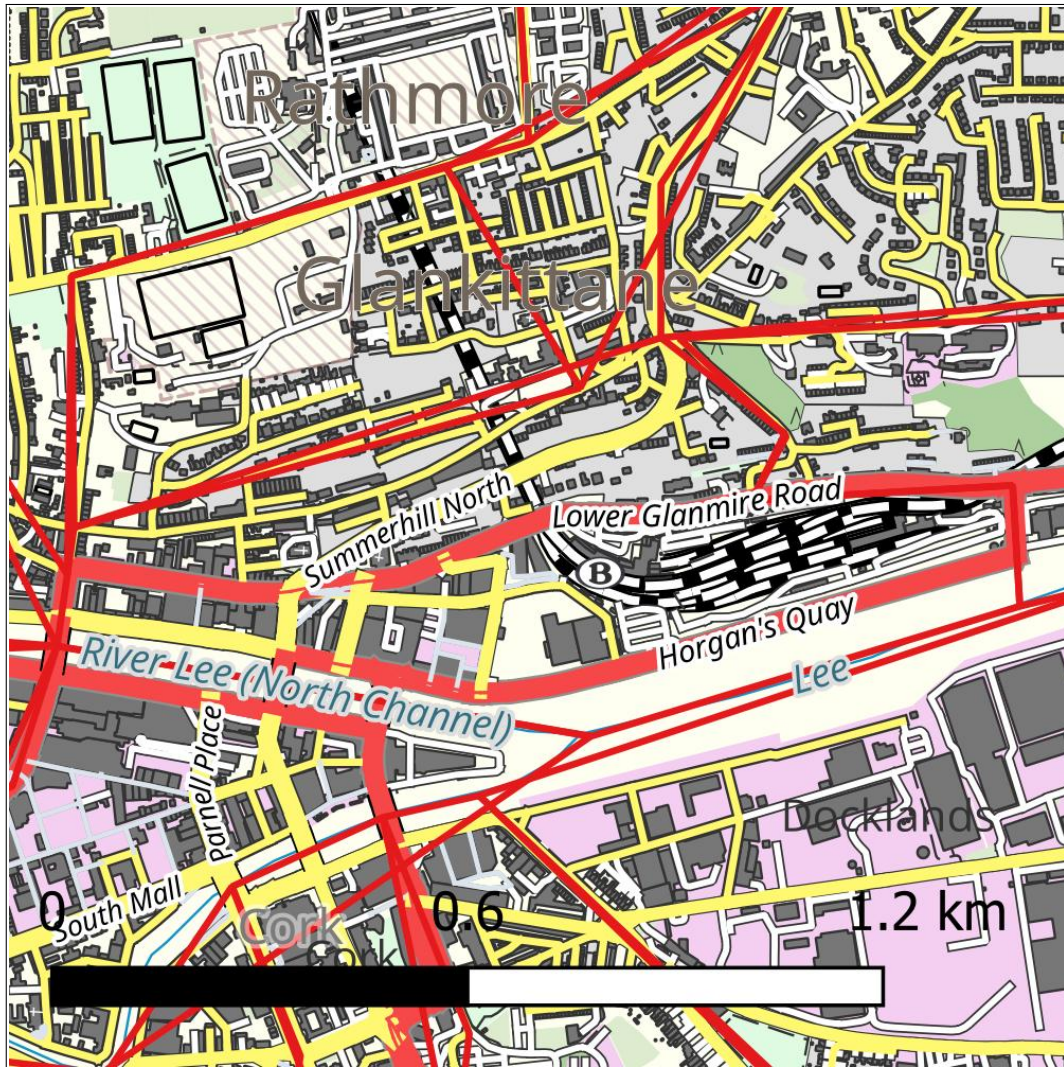 Rathmore
Glankittane
Summerhill North
Lower Glanmire Road
B
Horgan's Quay
River Lee (North Channel)
Lee
Parnell Place
Docklands
South Mall
Cork
0 0.6 1.2 km